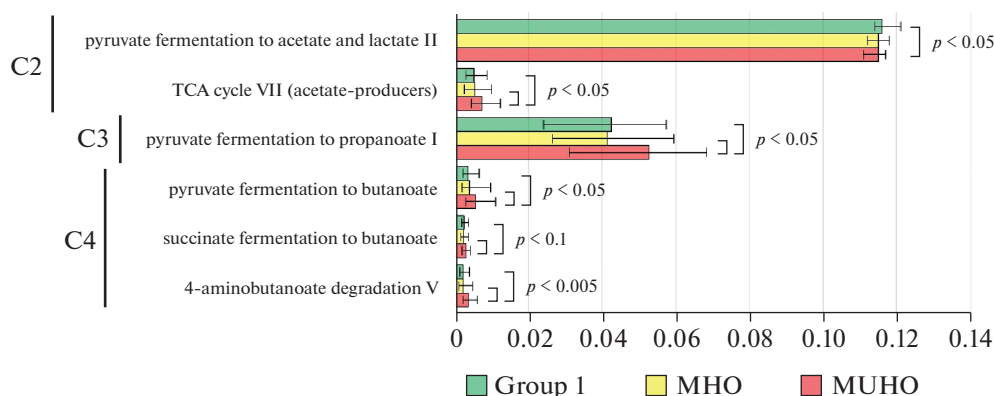 C2
pyruvate fermentation to acetate and lactate II
p < 0.05
TCA cycle VII (acetate-producers)
p < 0.05
C3
pyruvate fermentation to propanoate I
p < 0.05
C4
pyruvate fermentation to butanoate
p < 0.05
succinate fermentation to butanoate
p < 0.1
4-aminobutanoate degradation V
p < 0.005
0 0.02 0.04 0.06 0.08 0.10 0.12 0.14
Group 1 MHO MUHO